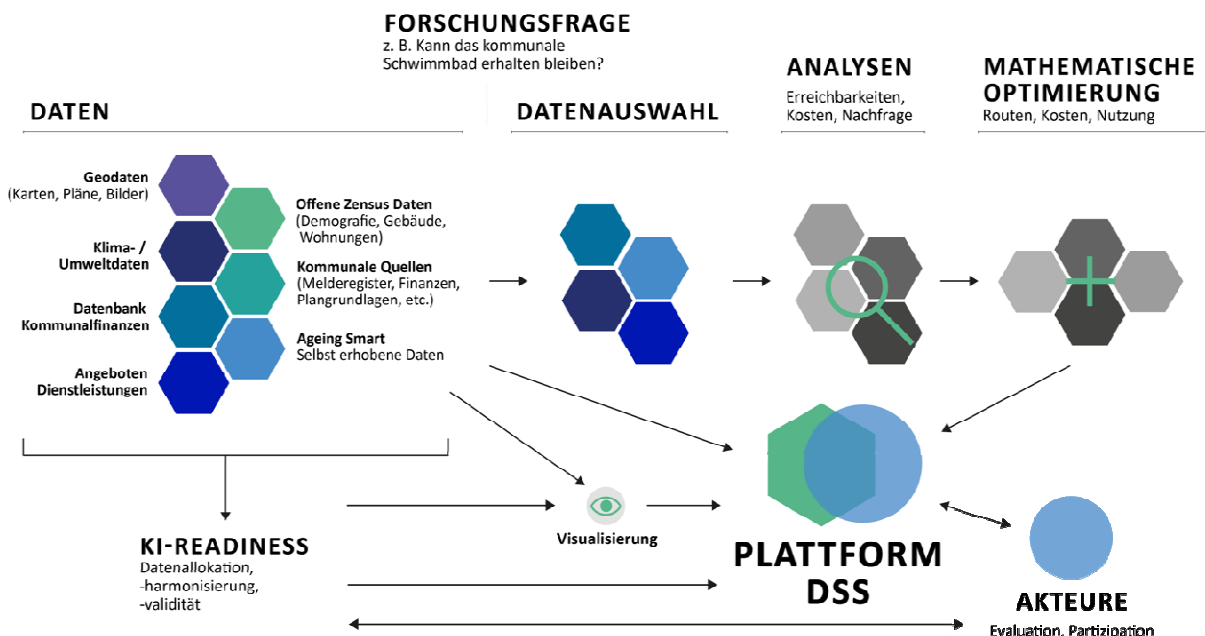 FORSCHUNGSFRAGE
z. B. Kann das kommunale
Schwimmbad erhalten bleiben?
DATEN
DATENAUSWAHL
ANALYSEN
Erreichbarkeiten,
Kosten, Nachfrage
MATHEMATISCHE
OPTIMIERUNG
Routen, Kosten, Nutzung
Geodaten
(Karten, Pläne, Bilder)
Klima- /
Umweltdaten
Datenbank
Kommunalfinanzen
Angeboten
Dienstleistungen
Offene Zensus Daten
(Demografie, Gebäude,
Wohnungen)
Kommunale Quellen
(Melderegister, Finanzen,
Plangrundlagen, etc.)
Ageing Smart
Selbst erhobene Daten
KI-READINESS
Datenallokation,
-harmonisierung,
-validität
Visualisierung
PLATTFORM
DSS
AKTEURE
Evaluation, Partizipation